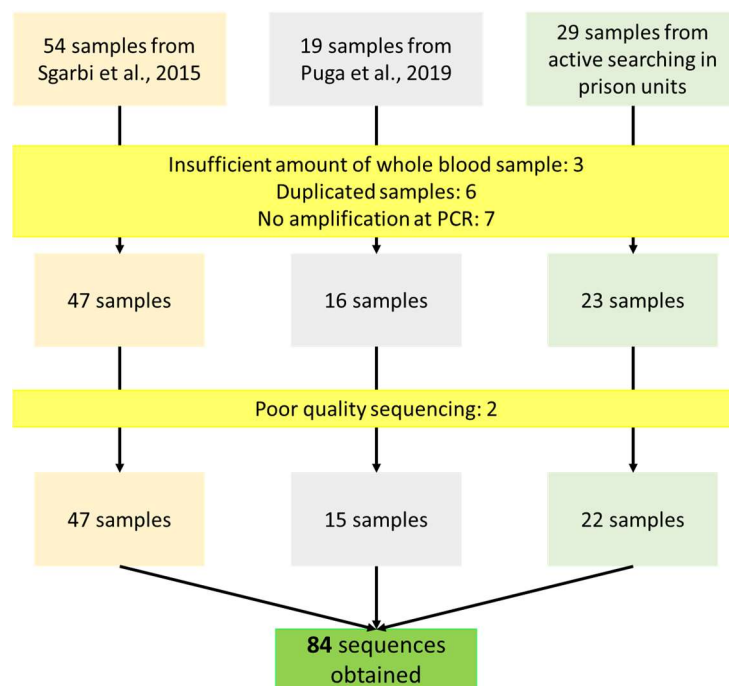 54 samples from
Sgarbi et al., 2015
19 samples from
Puga et al., 2019
29 samples from
active searching in
prison units
Insufficient amount of whole blood sample: 3
Duplicated samples: 6
No amplification at PCR: 7
47 samples
16 samples
23 samples
Poor quality sequencing: 2
47 samples
15 samples
22 samples
84 sequences
obtained